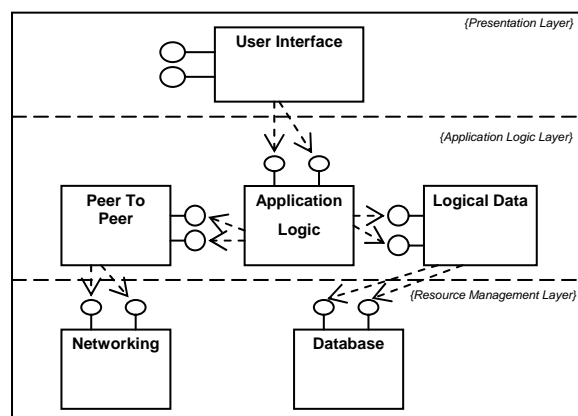 {Presentation Layer}
User Interface
{Application Logic Layer}
Peer To
Peer
Application
Logic
Logical Data
{Resource Management Layer}
Networking
Database